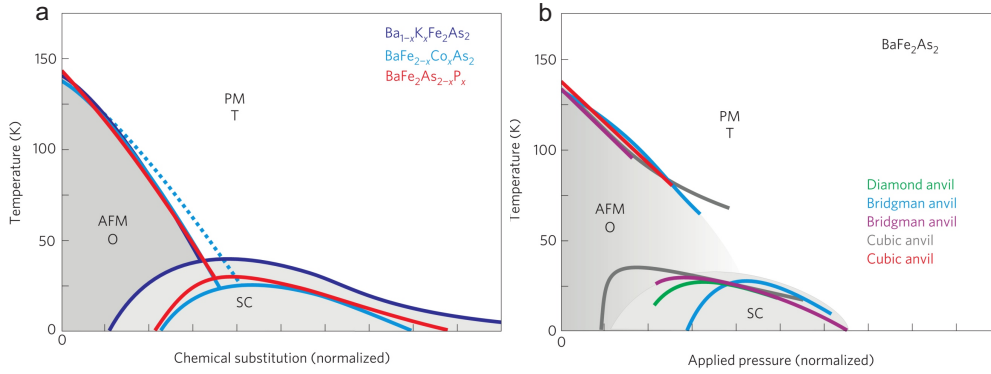 a
Ba₁₋ₓKₓFe₂As₂
BaFe₂₋ₓCoₓAs₂
BaFe₂As₂₋ₓPₓ
150
100
50
0
Temperature (K)
PM
T
AFM
O
SC
0
Chemical substitution (normalized)
b
BaFe₂As₂
150
100
50
0
Temperature (K)
PM
T
AFM
O
Diamond anvil
Bridgman anvil
Bridgman anvil
Cubic anvil
Cubic anvil
SC
0
Applied pressure (normalized)